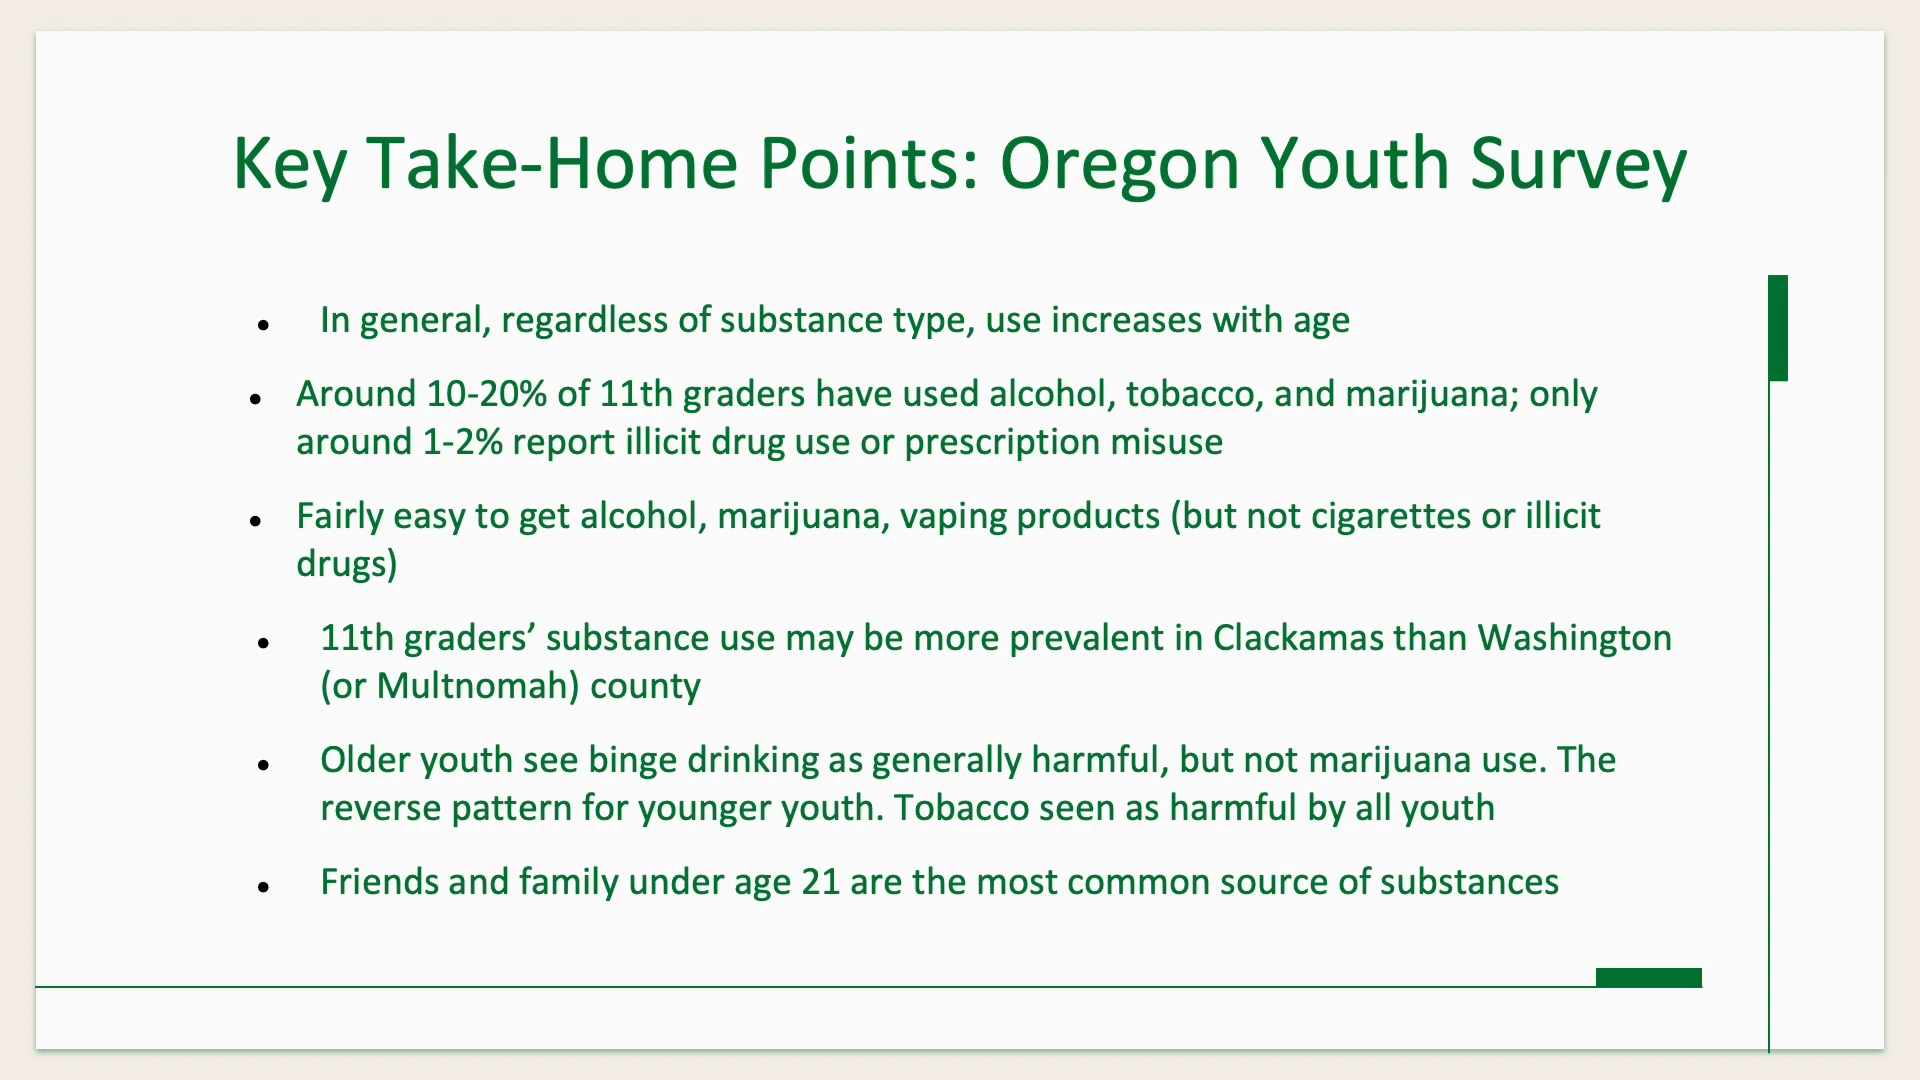 Key Take-Home Points: Oregon Youth Survey
• In general, regardless of substance type, use increases with age
• Around 10-20% of 11th graders have used alcohol, tobacco, and marijuana; only
around 1-2% report illicit drug use or prescription misuse
• Fairly easy to get alcohol, marijuana, vaping products (but not cigarettes or illicit
drugs)
• 11th graders’ substance use may be more prevalent in Clackamas than Washington
(or Multnomah) county
• Older youth see binge drinking as generally harmful, but not marijuana use. The
reverse pattern for younger youth. Tobacco seen as harmful by all youth
• Friends and family under age 21 are the most common source of substances